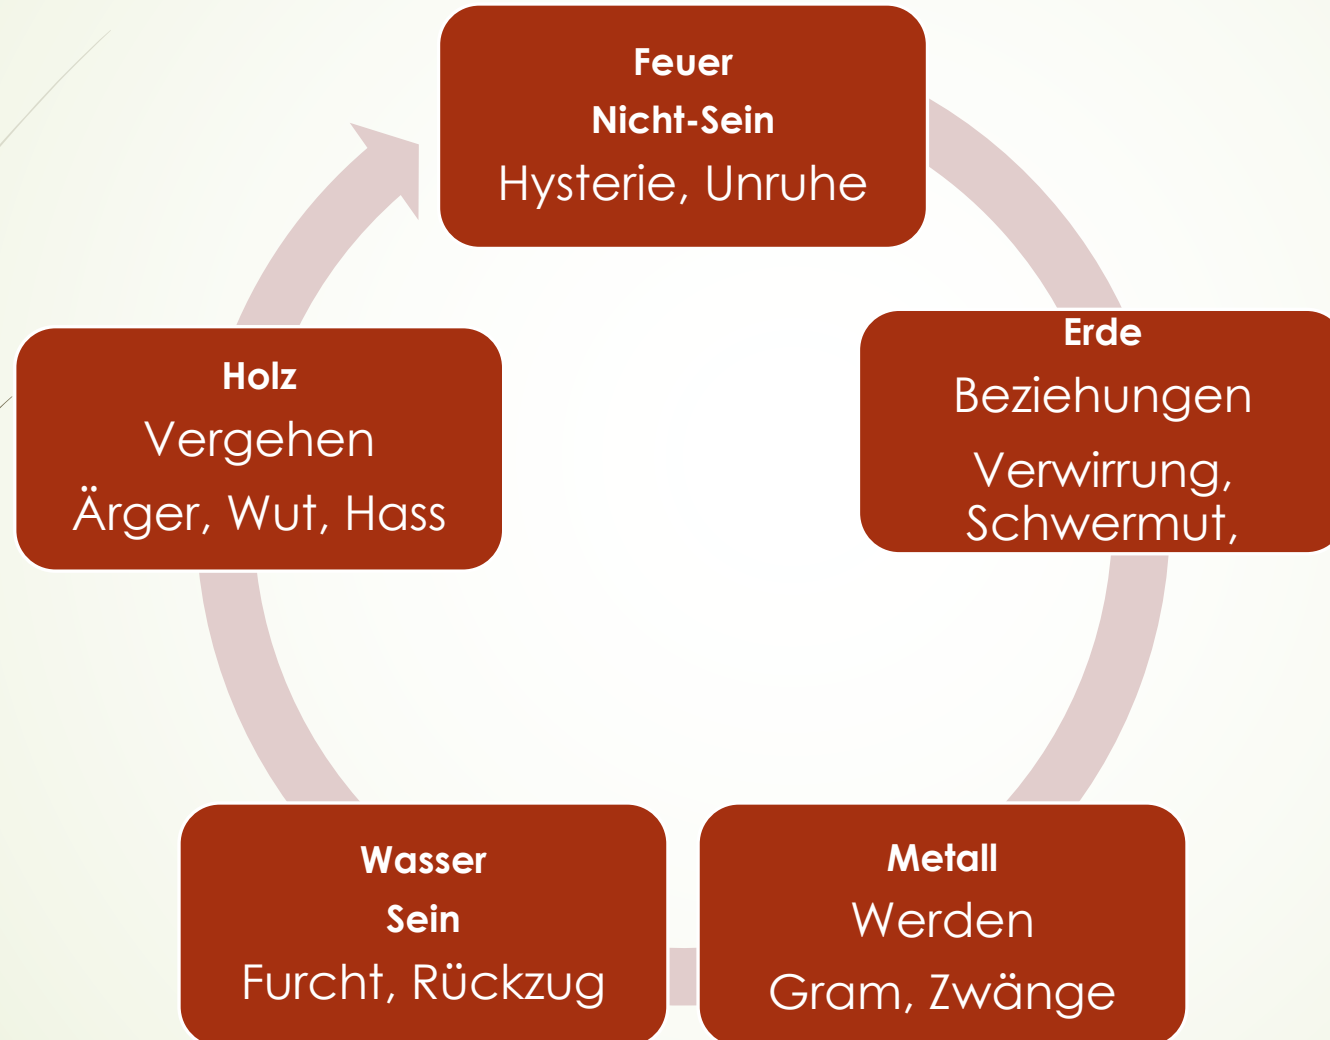 Feuer
Nicht-Sein
Hysterie, Unruhe
Erde
Beziehungen
Verwirrung,
Schwermut,
Metall
Werden
Gram, Zwänge
Wasser
Sein
Furcht, Rückzug
Holz
Vergehen
Ärger, Wut, Hass